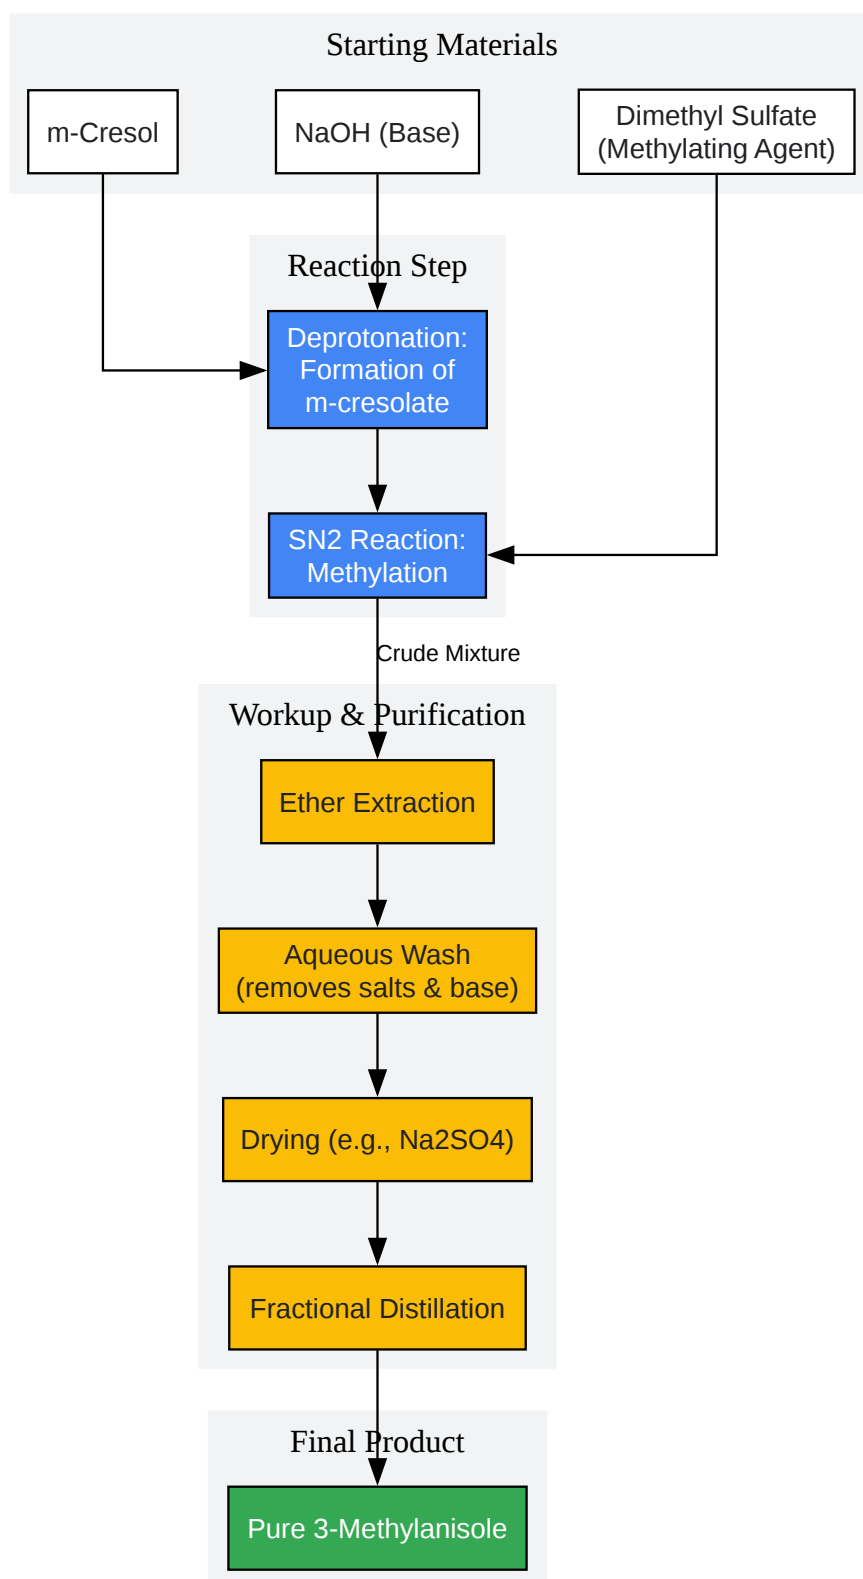 Starting Materials
m-Cresol
NaOH (Base)
Dimethyl Sulfate
(Methylating Agent)
Reaction Step
Deprotonation:
Formation of
m-cresolate
SN2 Reaction:
Methylation
Crude Mixture
Workup & Purification
Ether Extraction
Aqueous Wash
(removes salts & base)
Drying (e.g., Na2SO4)
Fractional Distillation
Final Product
Pure 3-Methylanisole